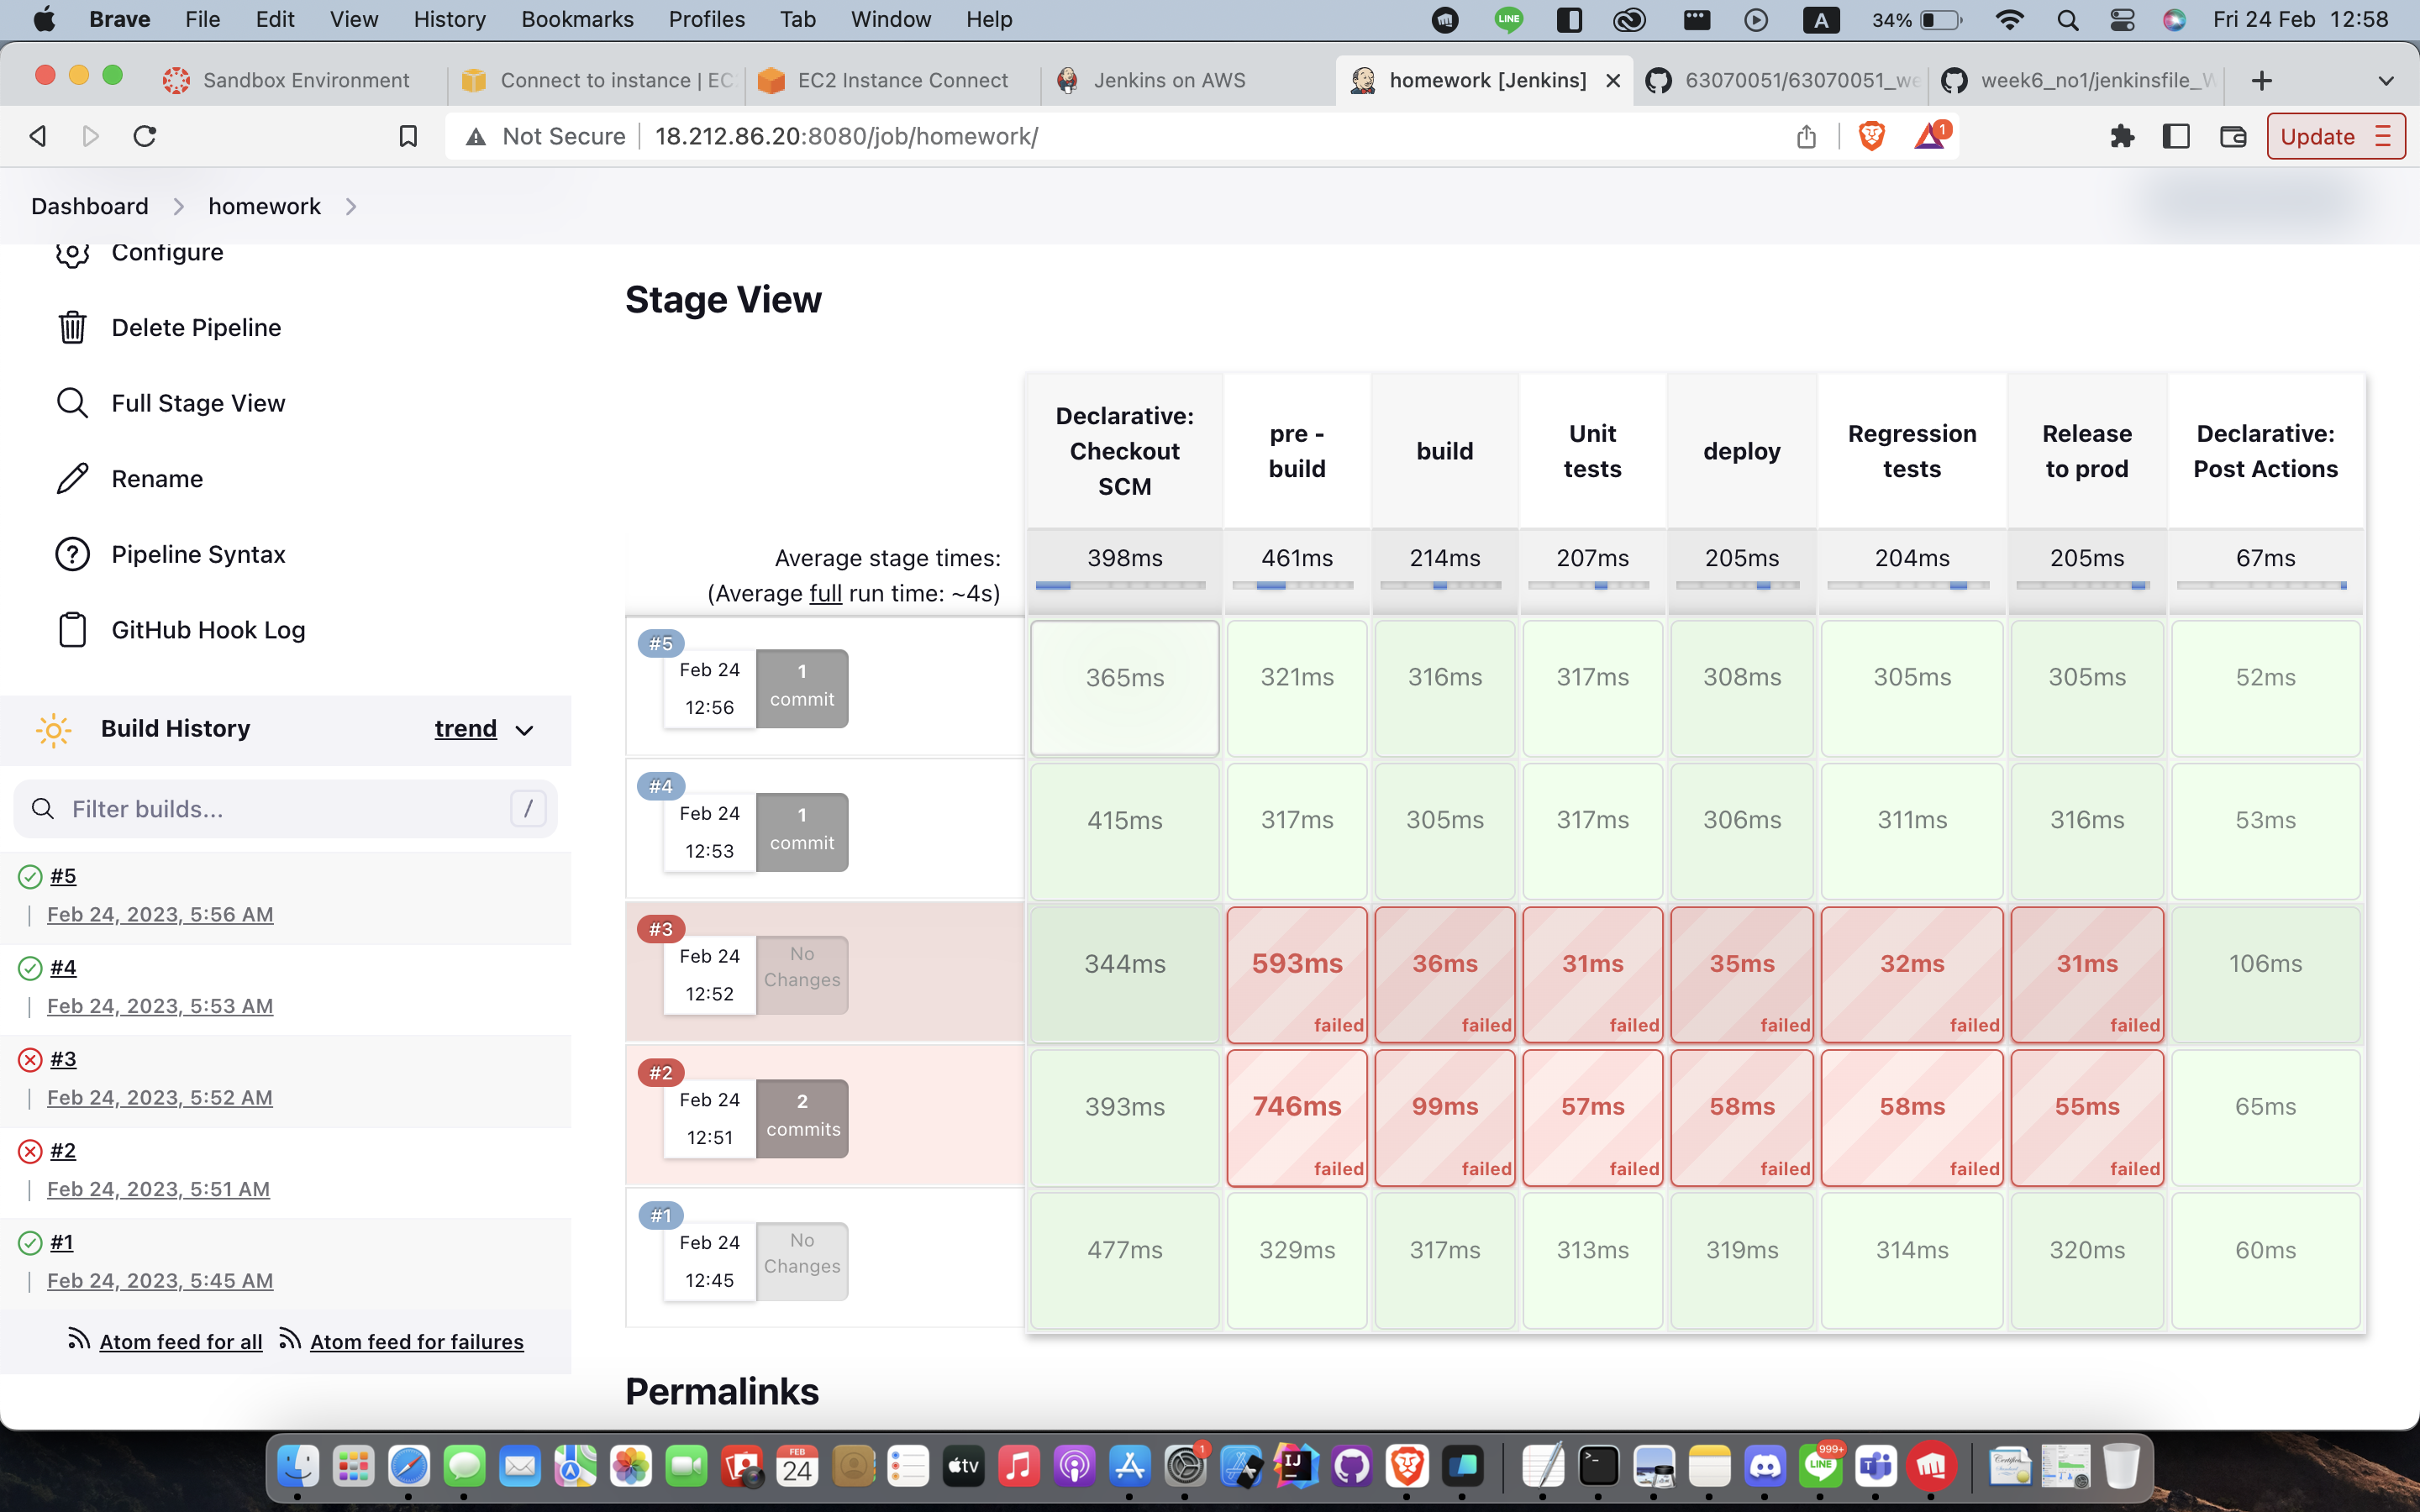 Brave File Edit View History Bookmarks Profiles Tab Window Help LINE A 34% Fri 24 Feb 12:58
Sandbox Environment Connect to instance | EC EC2 Instance Connect Jenkins on AWS homework [Jenkins] 63070051/63070051_we week6_no1/jenkinsfile_W
Not Secure 18.212.86.20:8080/job/homework/ 1 Update
Dashboard homework
Configure
Delete Pipeline
Full Stage View
Rename
Pipeline Syntax
GitHub Hook Log
Build History trend
Filter builds... /
#5
Feb 24, 2023, 5:56 AM
#4
Feb 24, 2023, 5:53 AM
#3
Feb 24, 2023, 5:52 AM
#2
Feb 24, 2023, 5:51 AM
#1
Feb 24, 2023, 5:45 AM
Atom feed for all Atom feed for failures
Stage View
Declarative: Checkout SCM
pre - build
build
Unit tests
deploy
Regression tests
Release to prod
Declarative: Post Actions
Average stage times:
(Average full run time: ~4s)
398ms 461ms 214ms 207ms 205ms 204ms 205ms 67ms
#5
Feb 24 12:56
1 commit
365ms 321ms 316ms 317ms 308ms 305ms 305ms 52ms
#4
Feb 24 12:53
1 commit
415ms 317ms 305ms 317ms 306ms 311ms 316ms 53ms
#3
Feb 24 12:52
No Changes
344ms 593ms 36ms 31ms 35ms 32ms 31ms 106ms
failed failed failed failed failed failed
#2
Feb 24 12:51
2 commits
393ms 746ms 99ms 57ms 58ms 58ms 55ms 65ms
failed failed failed failed failed failed
#1
Feb 24 12:45
No Changes
477ms 329ms 317ms 313ms 319ms 314ms 320ms 60ms
Permalinks
FEB 24 tv 1 IJ 999+ LINE